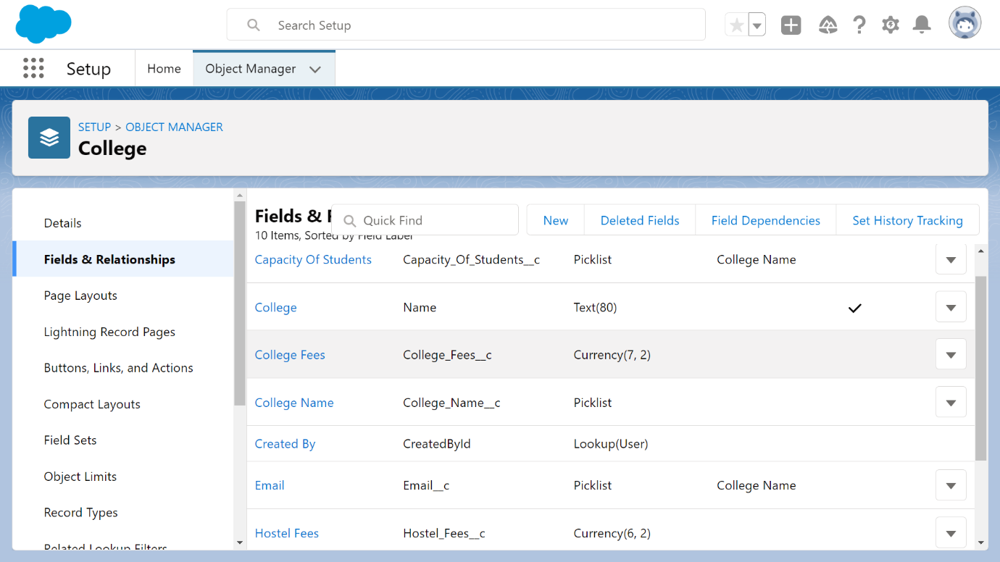 Search Setup
Setup
Home
Object Manager
SETUP > OBJECT MANAGER
College
Details
Fields & Relationships
Page Layouts
Lightning Record Pages
Buttons, Links, and Actions
Compact Layouts
Field Sets
Object Limits
Record Types
Related Lookup Filters
Fields &
Quick Find
New
Deleted Fields
Field Dependencies
Set History Tracking
10 Items, Sorted by Field Label
Capacity Of Students Capacity_Of_Students__c Picklist College Name
College Name Text(80)
College Fees College_Fees__c Currency(7, 2)
College Name College_Name__c Picklist
Created By CreatedById Lookup(User)
Email Email__c Picklist College Name
Hostel Fees Hostel_Fees__c Currency(6, 2)